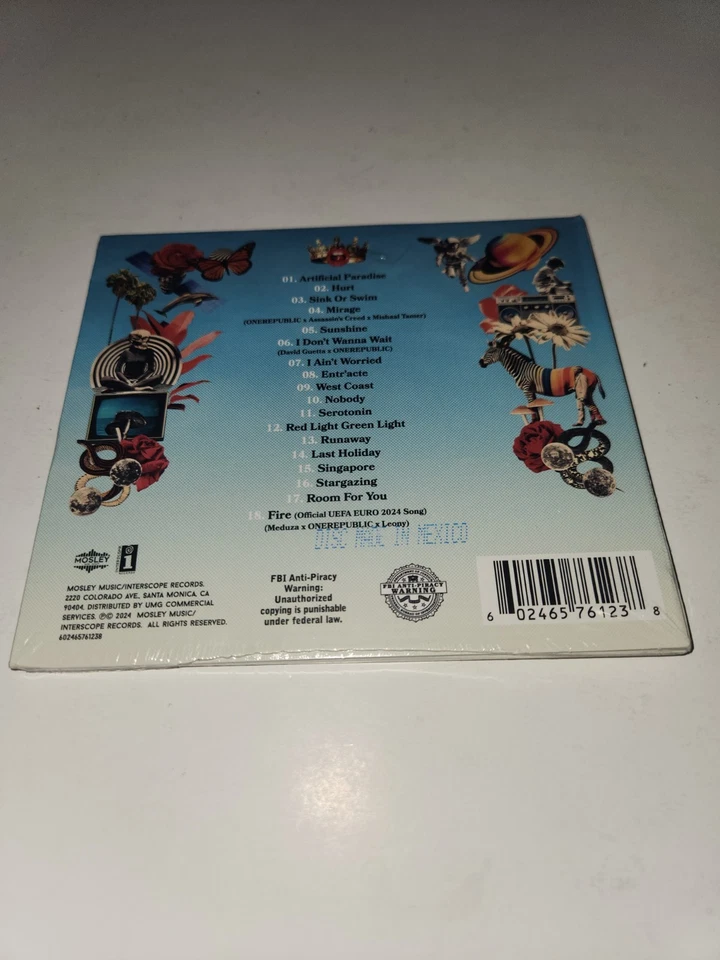 01. Artificial Paradise
02. Hurt
03. Sink Or Swim
04. Mirage
(ONEREPUBLIC x Assassin's Creed x Mishaal Tamer)
05. Sunshine
06. I Don't Wanna Wait
(David Guetta x ONEREPUBLIC)
07. I Ain't Worried
08. Entr'acte
09. West Coast
10. Nobody
11. Serotonin
12. Red Light Green Light
13. Runaway
14. Last Holiday
15. Singapore
16. Stargazing
17. Room For You
18. Fire (Official UEFA EURO 2024 Song)
(Meduza x ONEREPUBLIC x Leony)
DISC MADE IN MEXICO
MOSLEY
i
MOSLEY MUSIC/INTERSCOPE RECORDS.
2220 COLORADO AVE, SANTA MONICA, CA
90404. DISTRIBUTED BY UMG COMMERCIAL
SERVICES. ℗© 2024 MOSLEY MUSIC/
INTERSCOPE RECORDS. ALL RIGHTS RESERVED.
602465761238
FBI Anti-Piracy
Warning:
Unauthorized
copying is punishable
under federal law.
FBI ANTI-PIRACY
WARNING
6 02465 76123 8